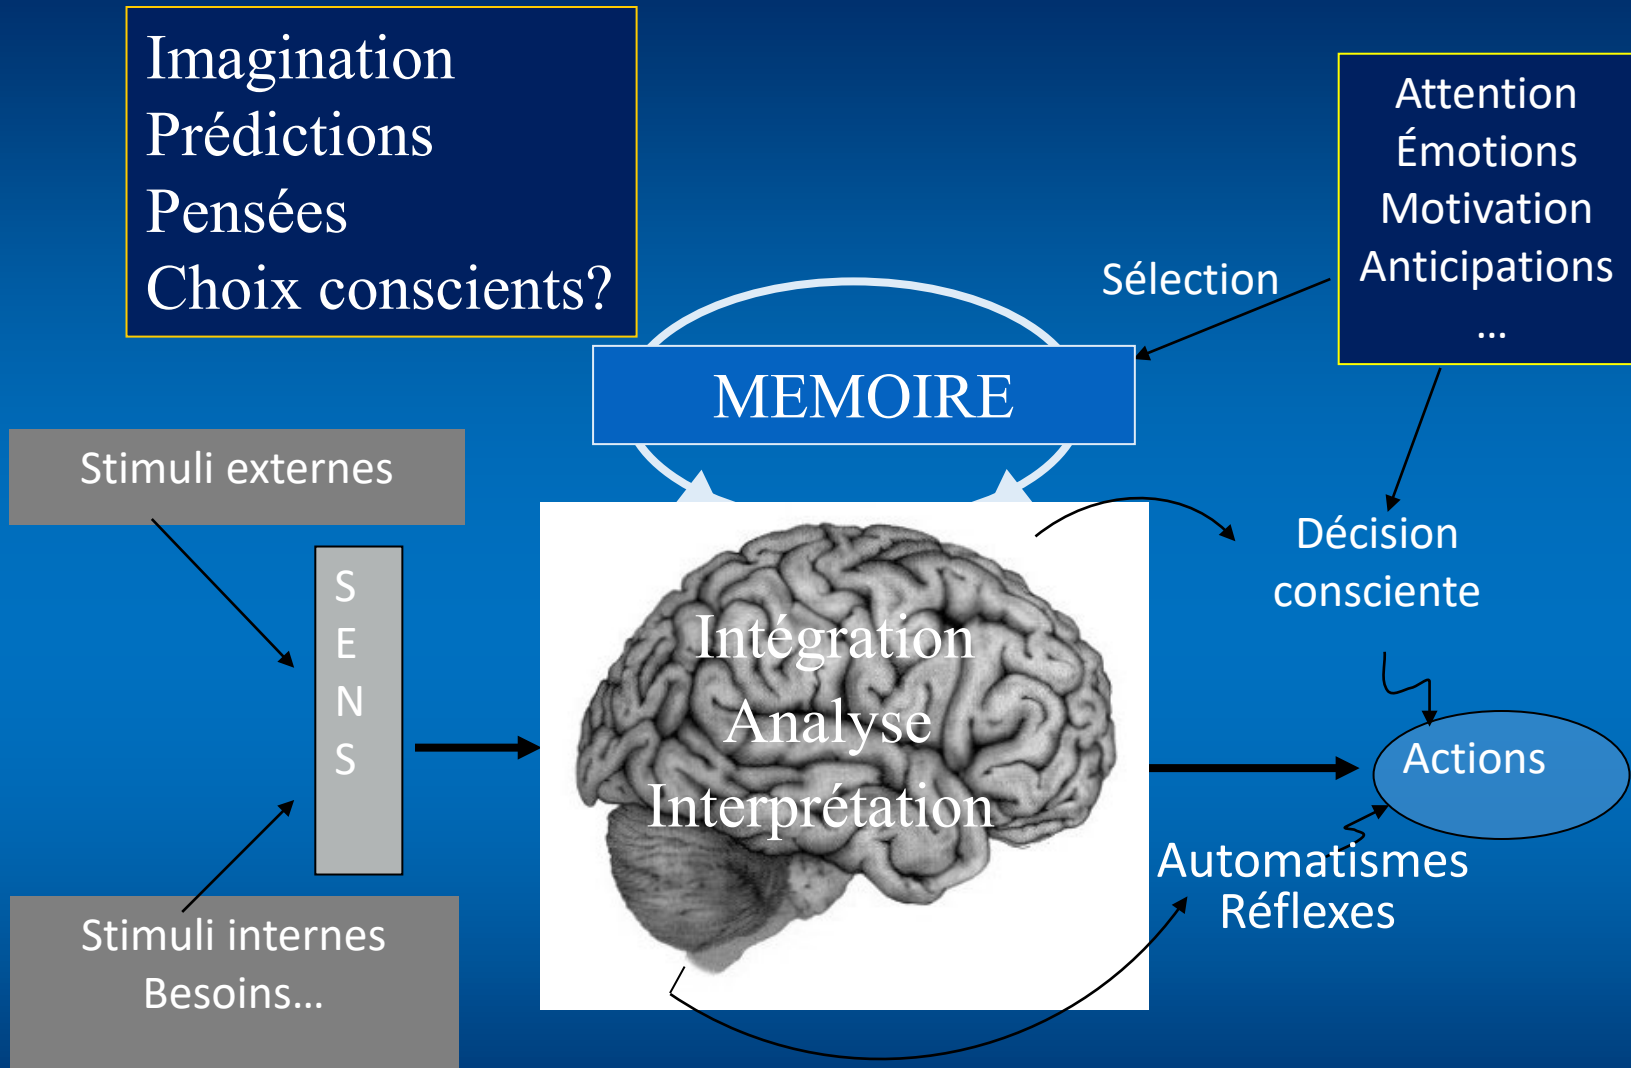 Imagination
Prédictions
Pensées
Choix conscients?
Attention
Émotions
Motivation
Anticipations
...
Sélection
MEMOIRE
Stimuli externes
S
E
N
S
Intégration
Analyse
Interprétation
Décision
consciente
Actions
Automatismes
Réflexes
Stimuli internes
Besoins...